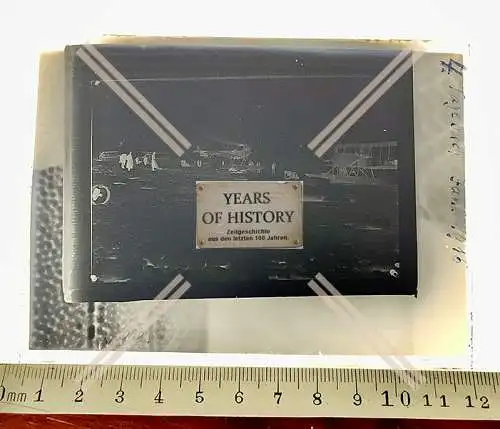 YEARS
OF HISTORY
Zeitgeschichte
aus den letzten 100 Jahren.
0mm 1 2 3 4 5 6 7 8 9 10 11 12